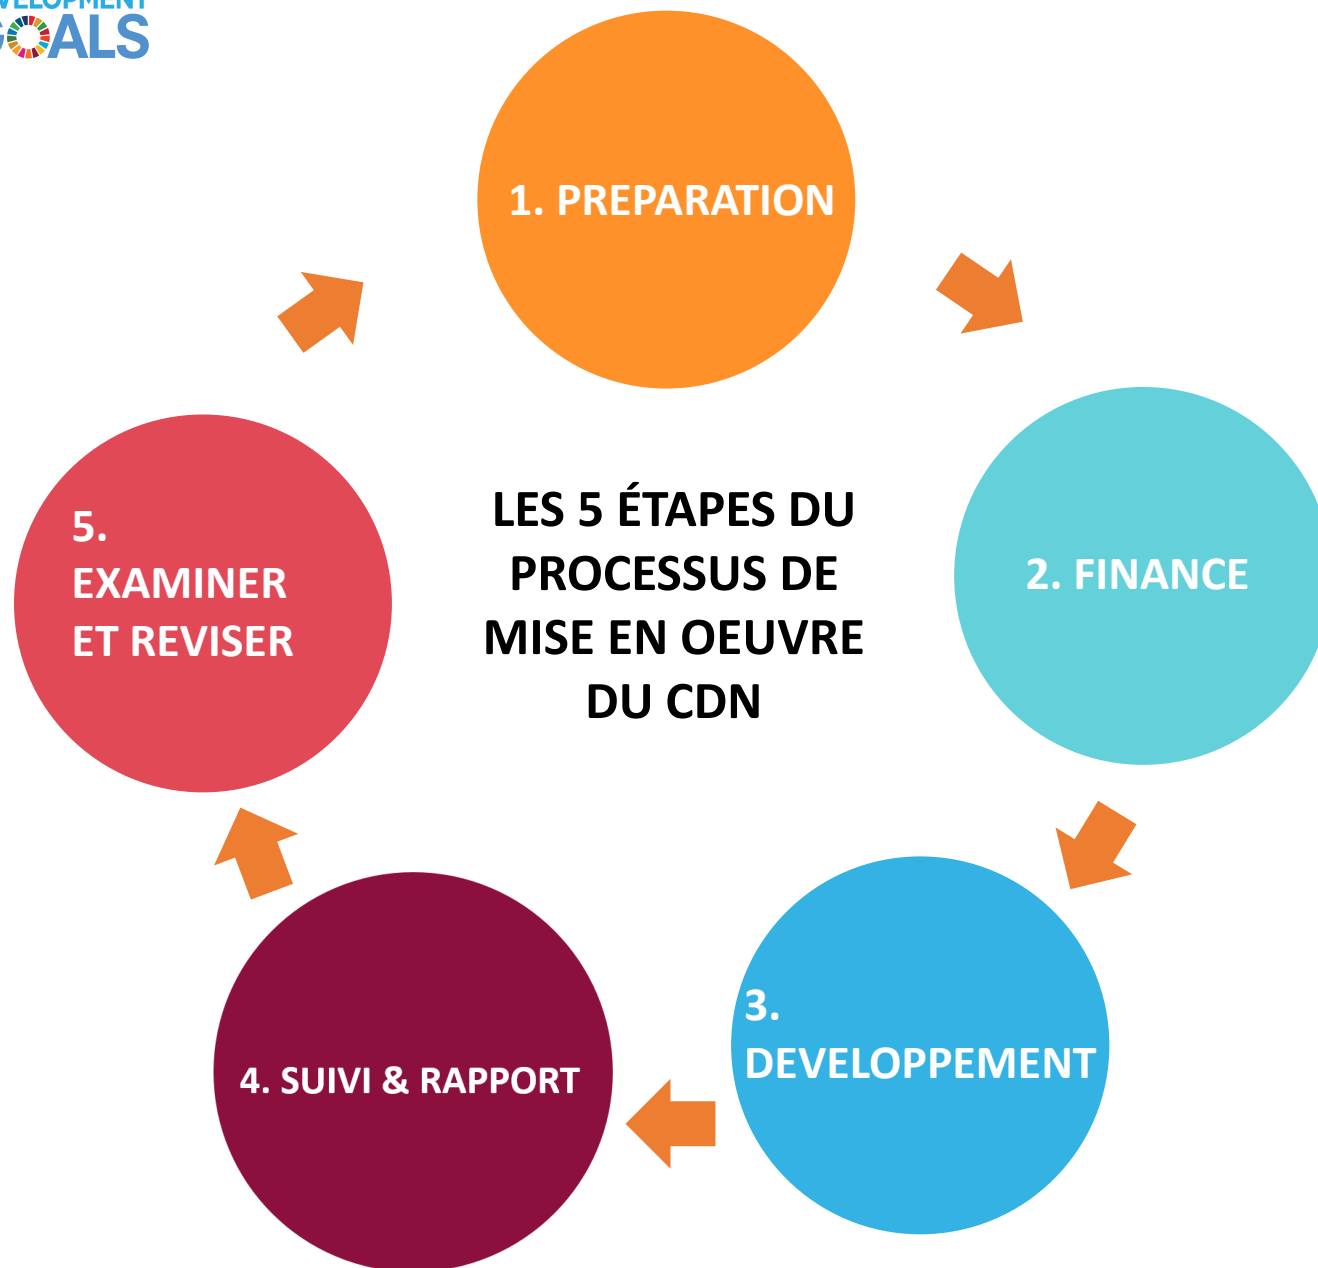 GOALS
1. PREPARATION
2. FINANCE
LES 5 ÉTAPES DU
PROCESSUS DE
MISE EN OEUVRE
DU CDN
5.
EXAMINER
ET REVISER
3.
DEVELOPPEMENT
4. SUIVI & RAPPORT